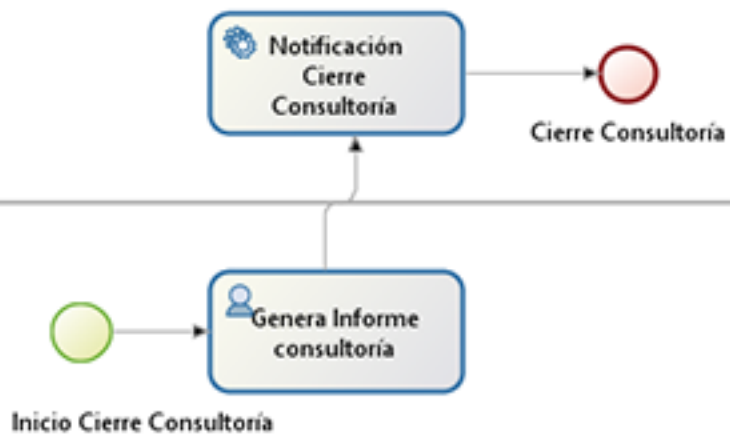 Notificación
Cierre
Consultoría
Cierre Consultoría
Genera Informe
consultoría
Inicio Cierre Consultoría